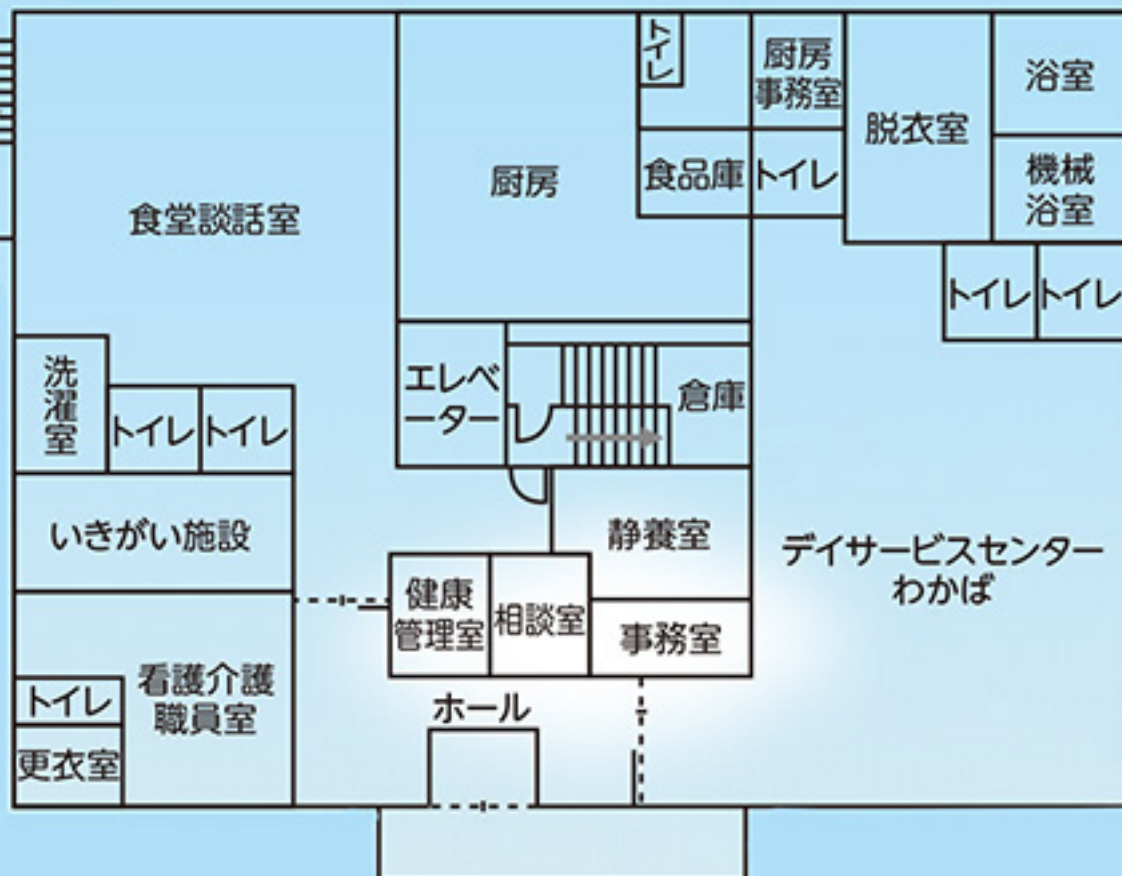 トイレ
厨房
事務室
浴室
脱衣室
厨房
食品庫
トイレ
機械
浴室
食堂談話室
トイレ
トイレ
洗濯室
エレベ
ーター
倉庫
トイレ
トイレ
いきがい施設
静養室
デイサービスセンター
わかば
健康
管理室
相談室
事務室
看護介護
職員室
トイレ
ホール
更衣室